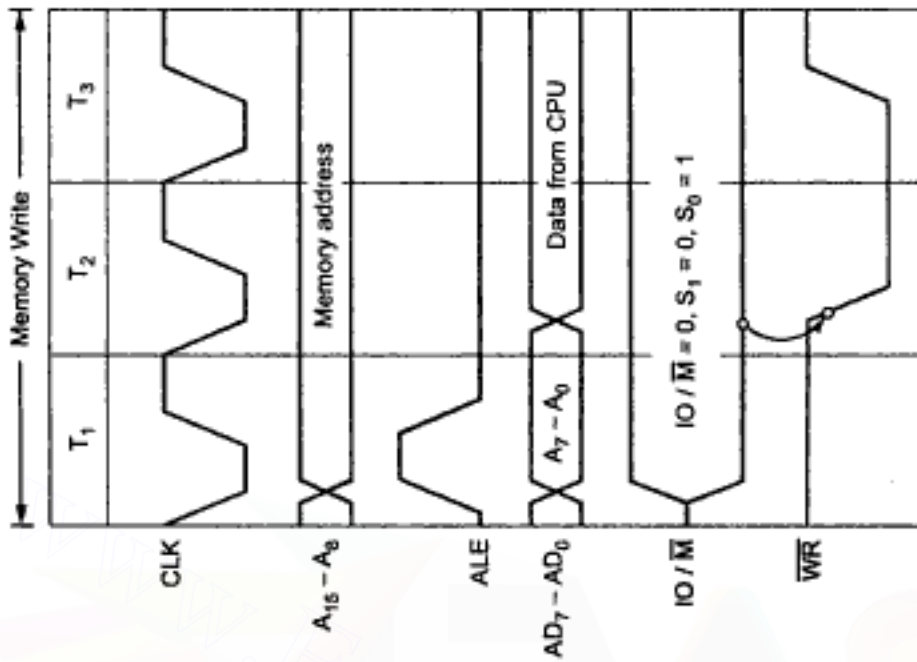 Memory Write
T₁ T₂ T₃
CLK
A₁₅ – A₈ Memory address
ALE
AD₇ – AD₀ A₇ – A₀ Data from CPU
IO / M̅ IO / M̅ = 0, S₁ = 0, S₀ = 1
W̅R̅